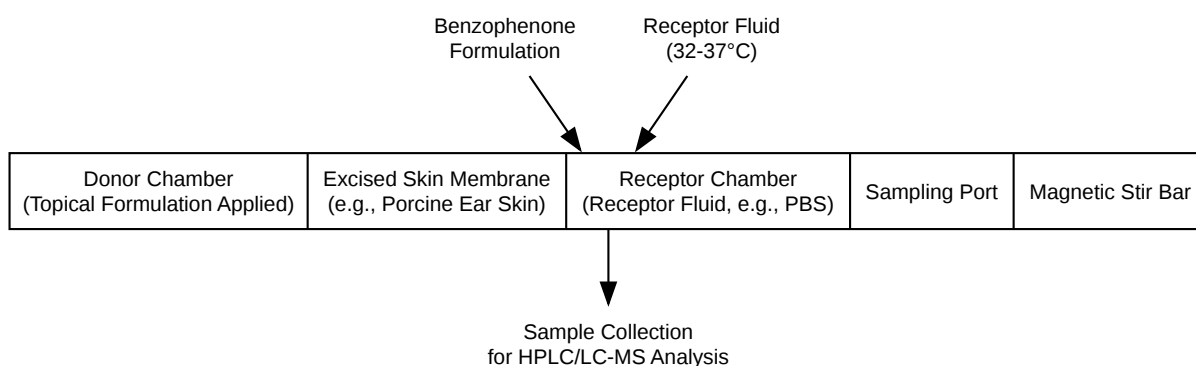 Benzophenone
Formulation
Receptor Fluid
(32-37°C)
Donor Chamber
(Topical Formulation Applied)
Excised Skin Membrane
(e.g., Porcine Ear Skin)
Receptor Chamber
(Receptor Fluid, e.g., PBS)
Sampling Port
Magnetic Stir Bar
Sample Collection
for HPLC/LC-MS Analysis